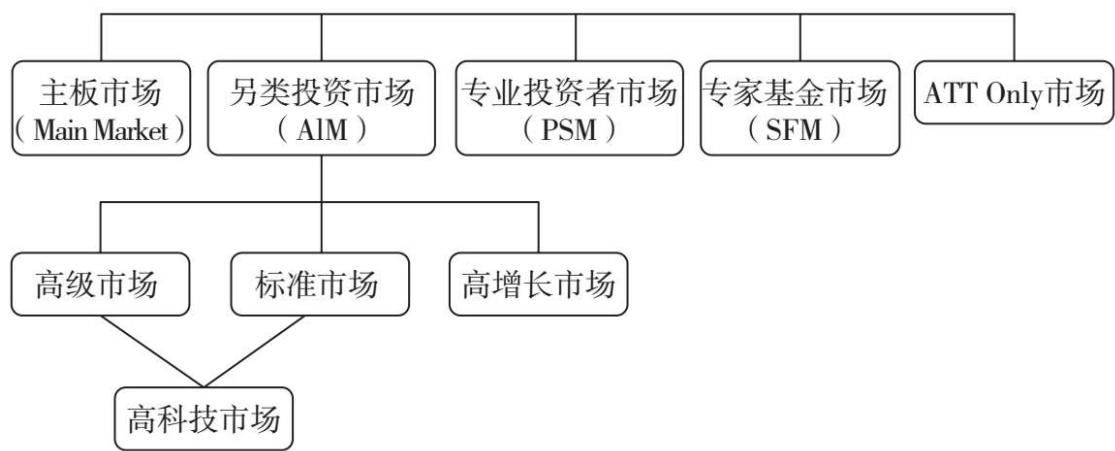 主板市场
（Main Market）
另类投资市场
（AlM）
专业投资者市场
（PSM）
专家基金市场
（SFM）
ATT Only市场
高级市场
标准市场
高增长市场
高科技市场